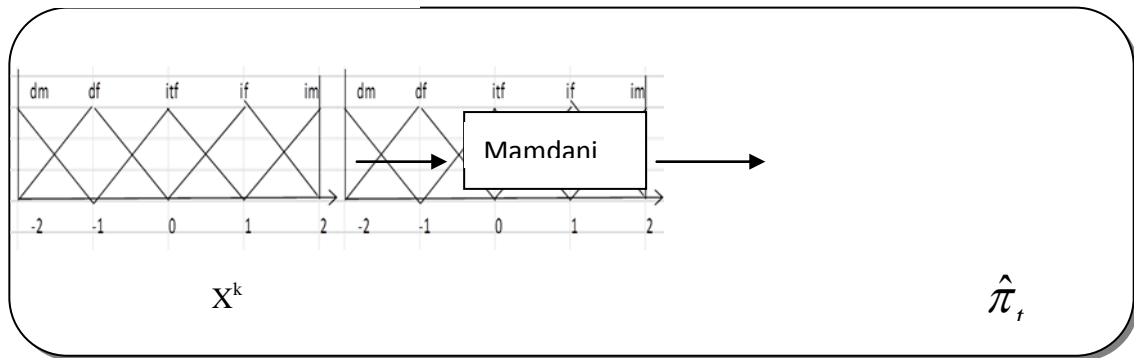 dm df itf if im dm df itf if im
Mamdani
-2 -1 0 1 2 -2 -1 0 1 2
X^k
\hat{π}_t